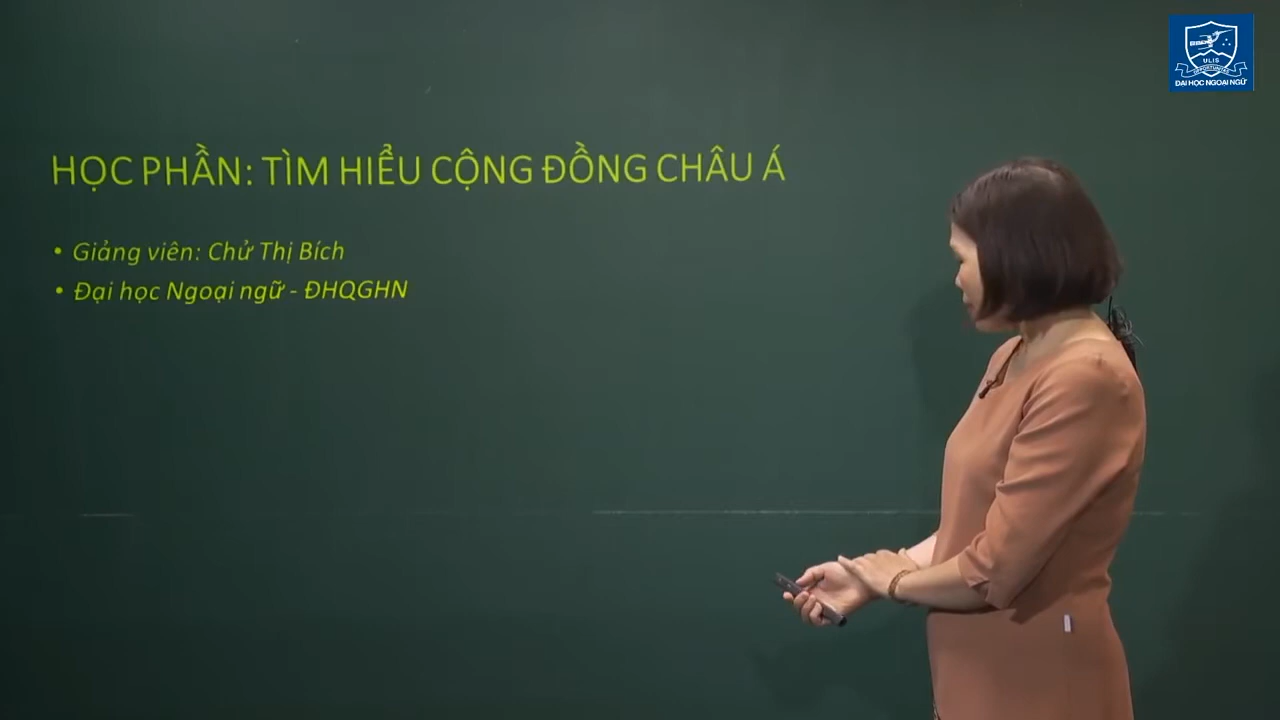 HỌC PHẦN: TÌM HIỂU CỘNG ĐỒNG CHÂU Á
• Giảng viên: Chử Thị Bích
• Đại học Ngoại ngữ - ĐHQGHN
ULIS
ĐẠI HỌC NGOẠI NGỮ